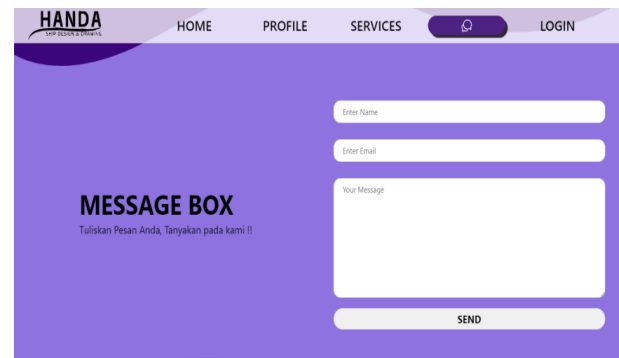 HANDA
SHIP DESIGN & DRAWING
HOME
PROFILE
SERVICES
LOGIN
Enter Name
Enter Email
Your Message
MESSAGE BOX
Tuliskan Pesan Anda, Tanyakan pada kami !!
SEND